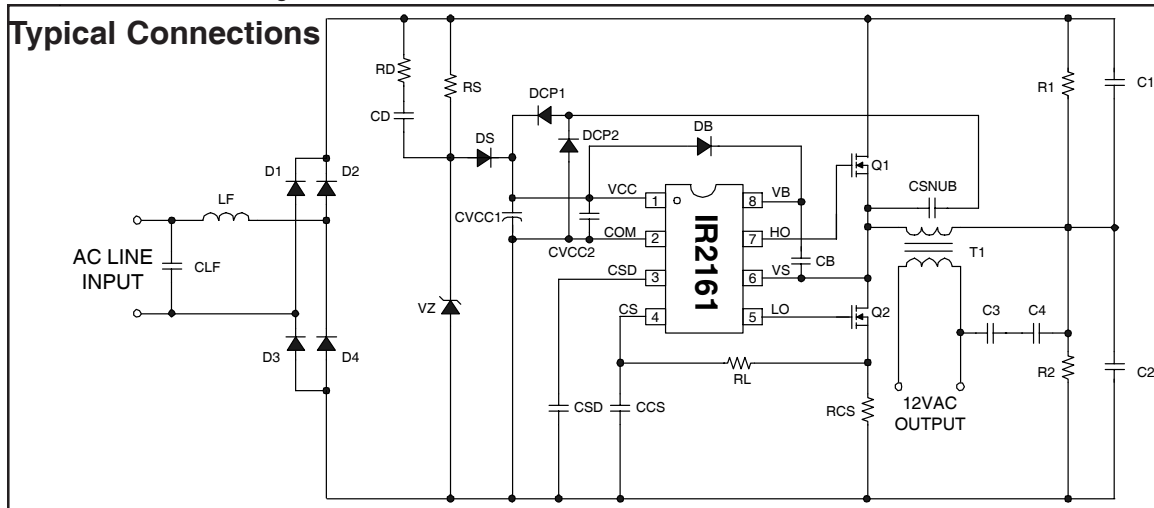 Typical Connections
RD
RS
CD
DCP1
DS
DCP2
DB
R1
C1
D1
D2
LF
AC LINE
INPUT
CLF
D3
D4
VZ
CVCC1
CVCC2
VCC
1
COM
2
CSD
3
CS
4
IR2161
8
VB
7
HO
6
VS
5
LO
CB
Q1
CSNUB
T1
Q2
C3
C4
R2
C2
RL
CSD
CCS
RCS
12VAC
OUTPUT